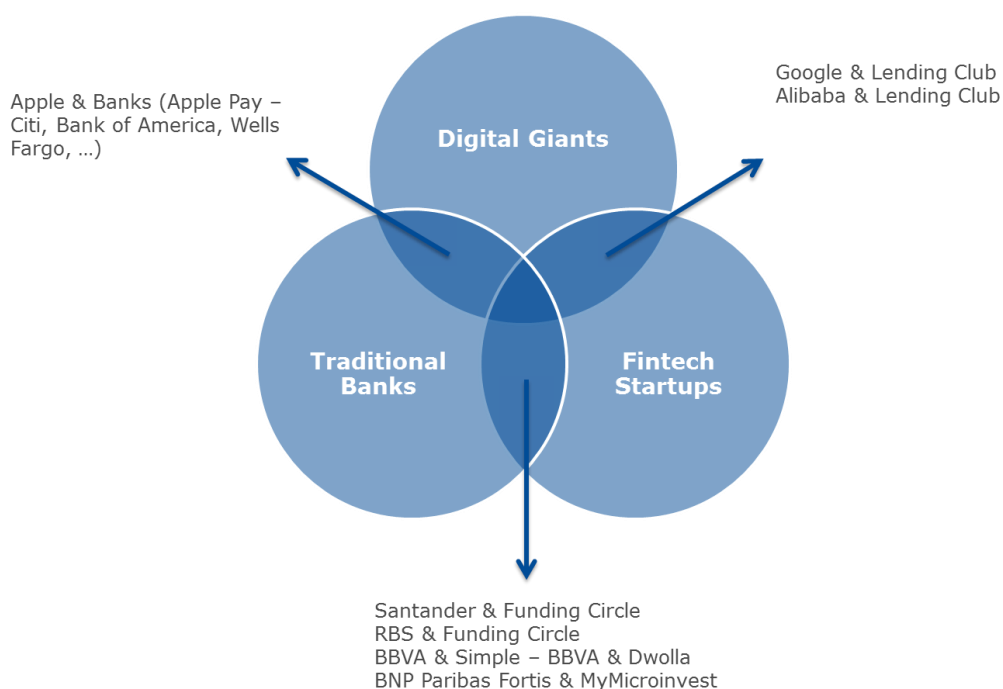 Google & Lending Club
Alibaba & Lending Club
Apple & Banks (Apple Pay –
Citi, Bank of America, Wells
Fargo, …)
Digital Giants
Traditional
Banks
Fintech
Startups
Santander & Funding Circle
RBS & Funding Circle
BBVA & Simple – BBVA & Dwolla
BNP Paribas Fortis & MyMicroinvest